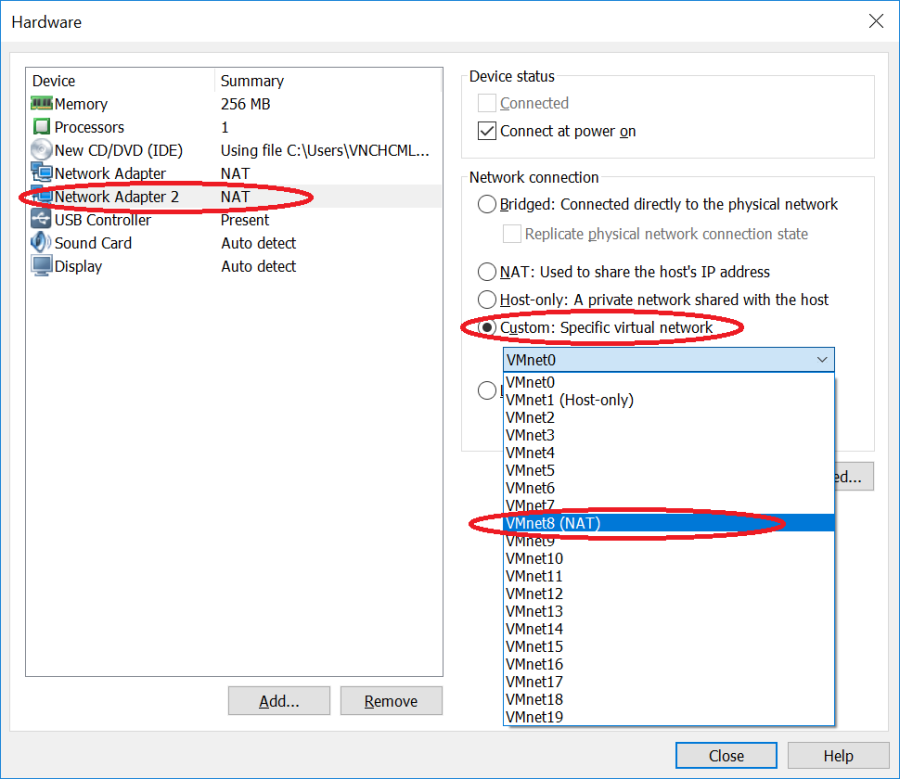 Hardware
Device Summary
Memory 256 MB
Processors 1
New CD/DVD (IDE) Using file C:\Users\VNCHCML...
Network Adapter NAT
Network Adapter 2 NAT
USB Controller Present
Sound Card Auto detect
Display Auto detect
Add... Remove
Device status
Connected
Connect at power on
Network connection
Bridged: Connected directly to the physical network
Replicate physical network connection state
NAT: Used to share the host's IP address
Host-only: A private network shared with the host
Custom: Specific virtual network
VMnet0
VMnet0
VMnet1 (Host-only)
VMnet2
VMnet3
VMnet4
VMnet5
VMnet6
VMnet7
VMnet8 (NAT)
VMnet9
VMnet10
VMnet11
VMnet12
VMnet13
VMnet14
VMnet15
VMnet16
VMnet17
VMnet18
VMnet19
ed...
Close Help